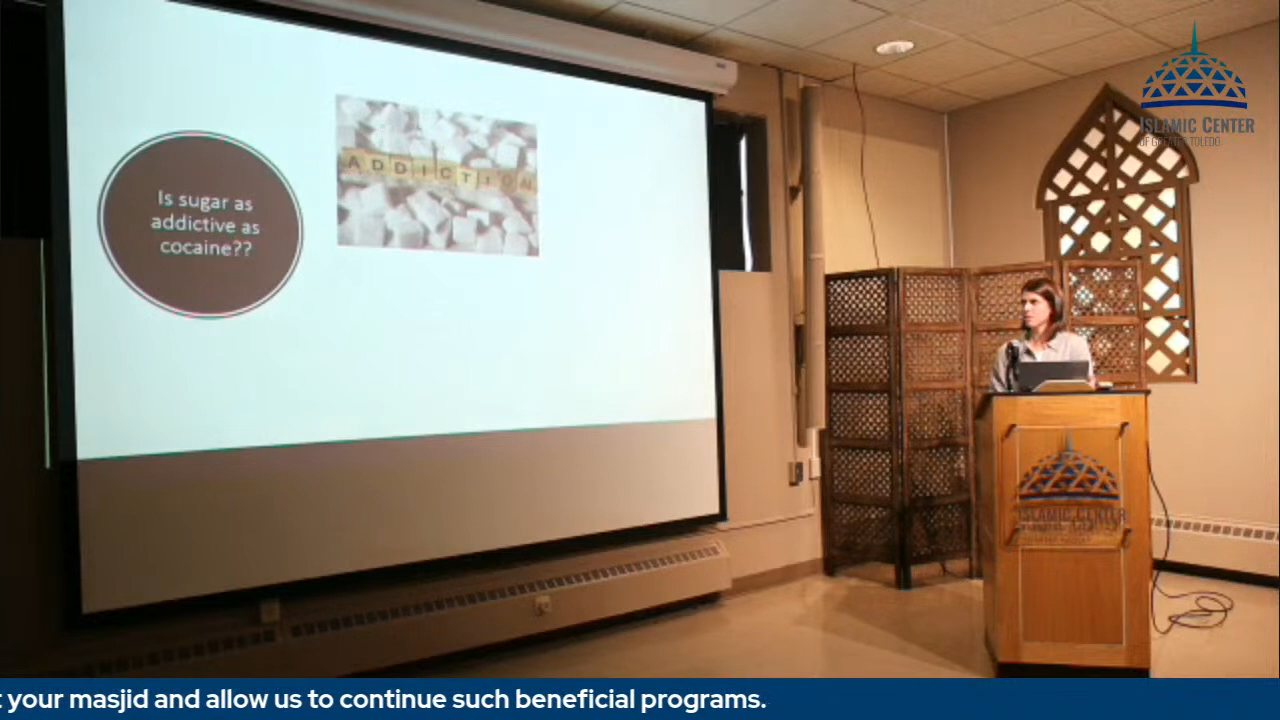 Is sugar as
addictive as
cocaine??
ADDICTION
ISLAMIC CENTER
OF GREATER TOLEDO
ISLAMIC CENTER
your masjid and allow us to continue such beneficial programs.